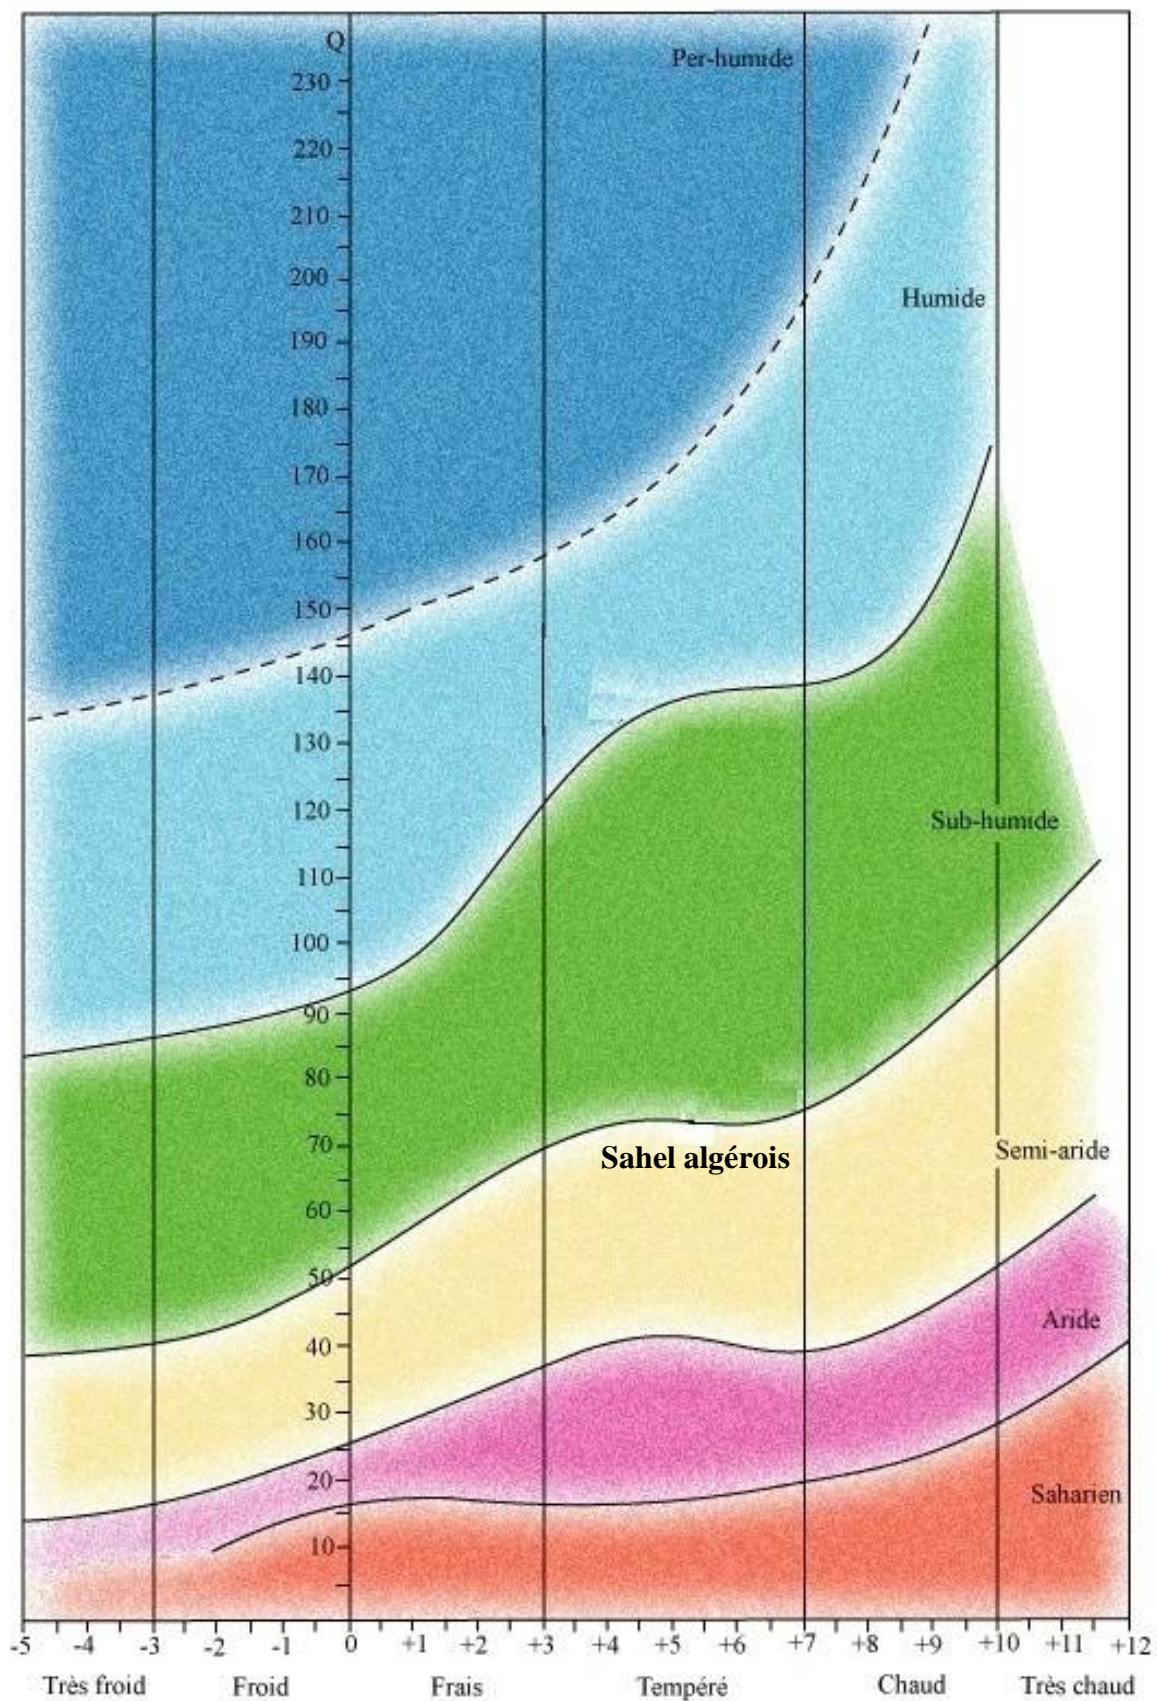 Q
Per-humide
230
220
210
200
Humide
190
180
170
160
150
140
130
120
Sub-humide
110
100
90
80
70
Sahel algérois
Semi-aride
60
50
40
Aride
30
20
Saharien
10
-5 -4 -3 -2 -1 0 +1 +2 +3 +4 +5 +6 +7 +8 +9 +10 +11 +12
Très froid Froid Frais Tempéré Chaud Très chaud